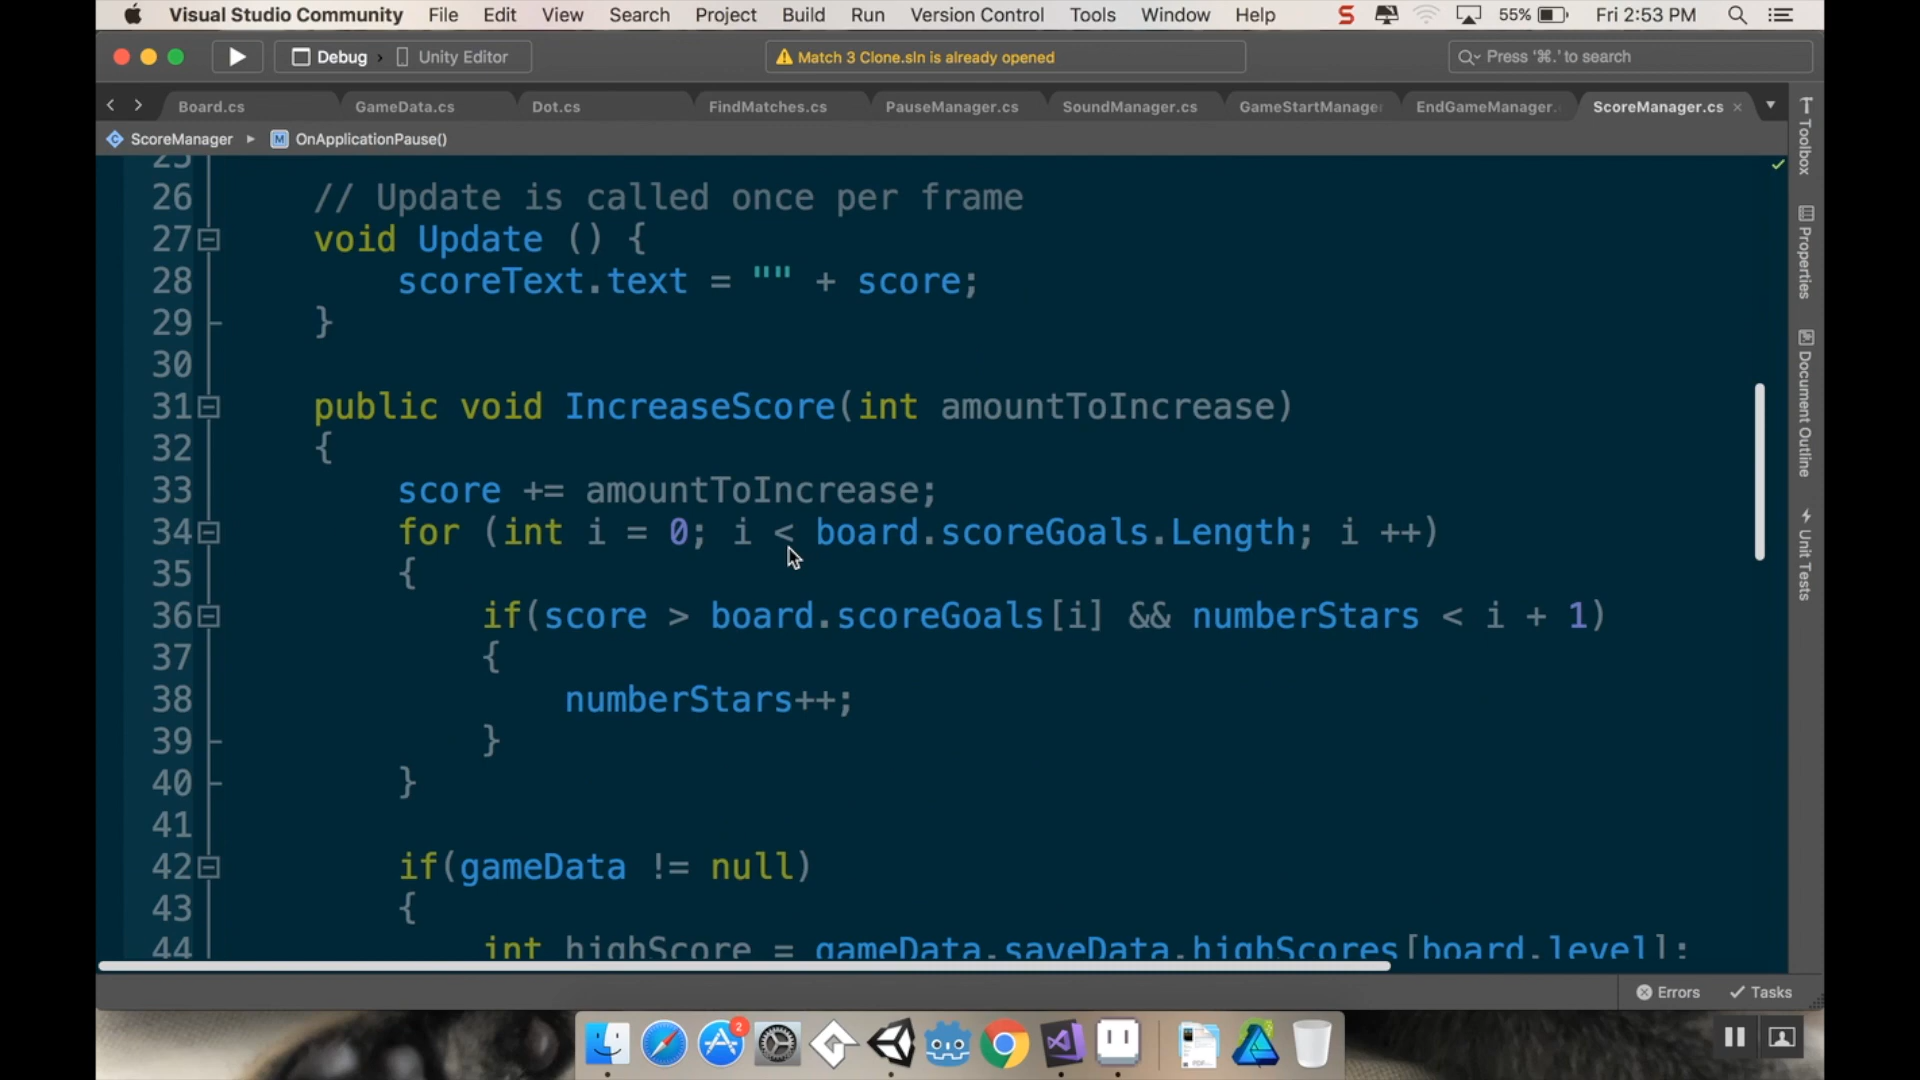 Visual Studio Community File Edit View Search Project Build Run Version Control Tools Window Help 55% Fri 2:53 PM
Debug Unity Editor Match 3 Clone.sln is already opened Press '⌘.' to search
Board.cs GameData.cs Dot.cs FindMatches.cs PauseManager.cs SoundManager.cs GameStartManage EndGameManager. ScoreManager.cs
ScoreManager OnApplicationPause()
25
26 // Update is called once per frame
27 void Update () {
28 scoreText.text = "" + score;
29 }
30
31 public void IncreaseScore(int amountToIncrease)
32 {
33 score += amountToIncrease;
34 for (int i = 0; i < board.scoreGoals.Length; i ++)
35 {
36 if(score > board.scoreGoals[i] && numberStars < i + 1)
37 {
38 numberStars++;
39 }
40 }
41
42 if(gameData != null)
43 {
44 int highScore = gameData.saveData.highScores[board.level];
Toolbox
Properties
Document Outline
Unit Tests
Errors Tasks
2
PDF